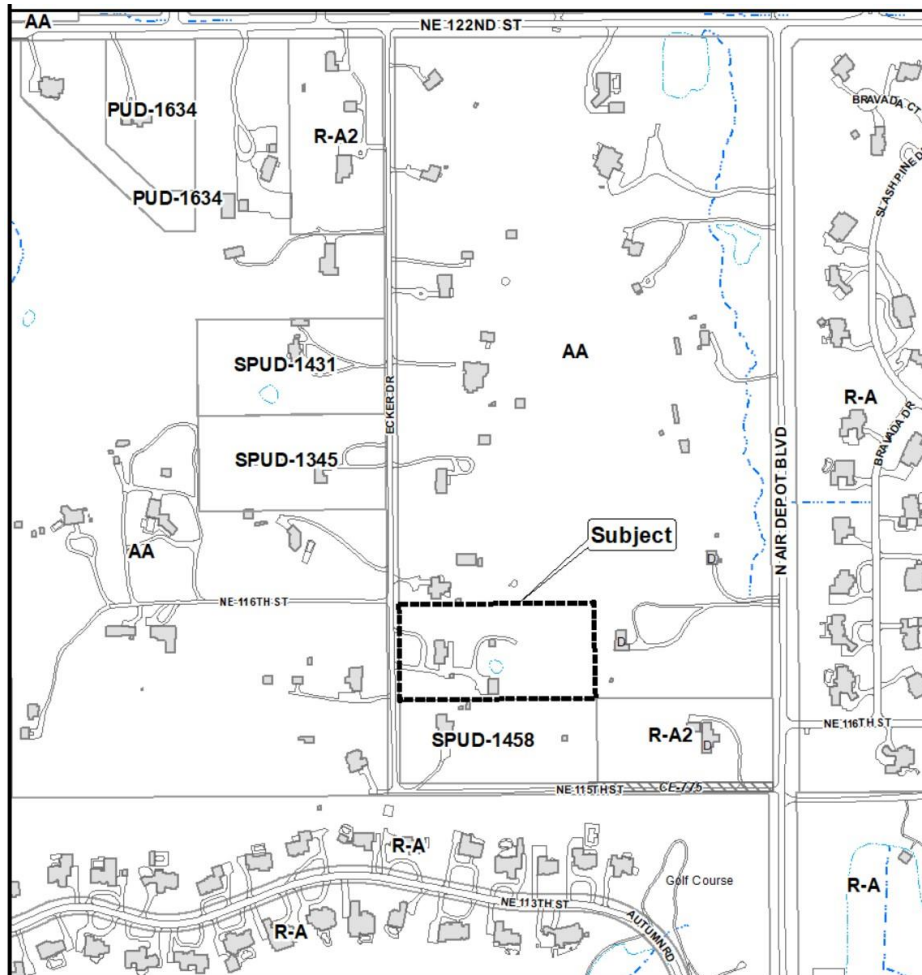 AA
NE 122ND ST
BRAVADA CT
PUD-1634
R-A2
PUD-1634
SLASH PINE D
SPUD-1431
AA
ECKER DR
R-A
SPUD-1345
BRAVADA DR
N AIR DEPOT BLVD
Subject
AA
D
NE 116TH ST
D
SPUD-1458
R-A2
D
NE 116TH ST
NE 115TH ST
CE-775
R-A
Golf Course
R-A
NE 113TH ST
AUTUMN RD
R-A